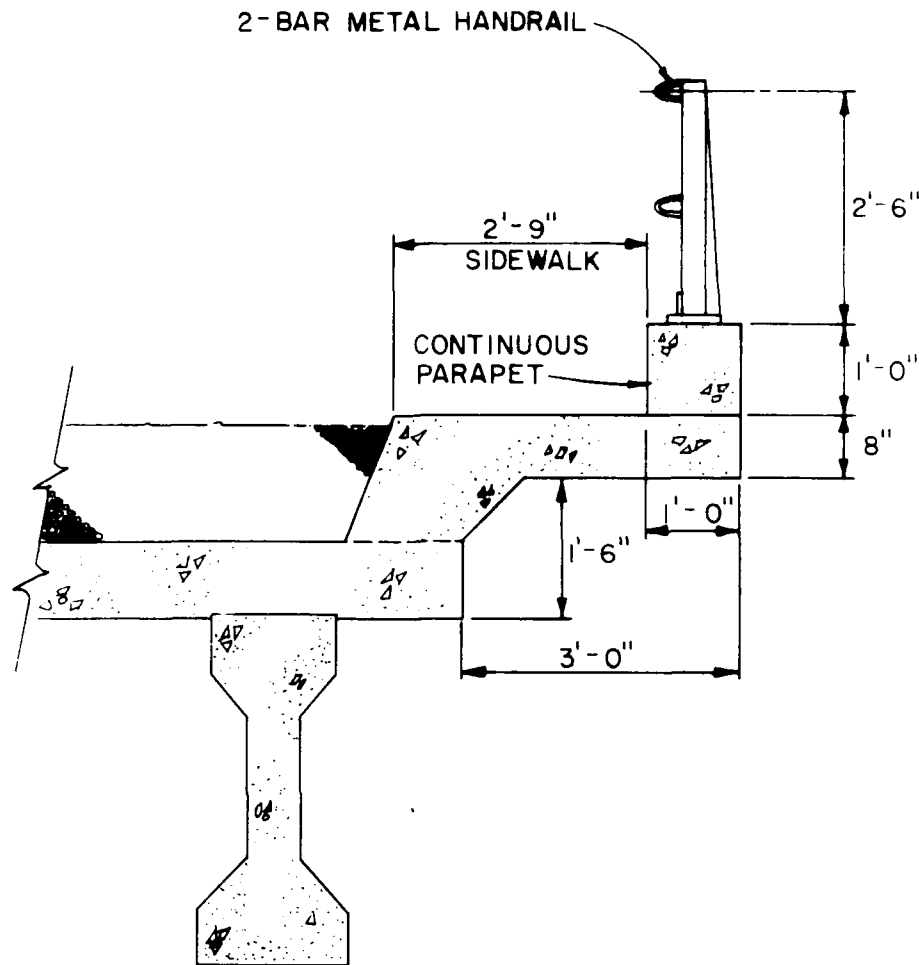 2-BAR METAL HANDRAIL
2'-6"
2'-9"
SIDEWALK
CONTINUOUS
PARAPET
1'-0"
8"
1'-0"
1'-6"
3'-0"